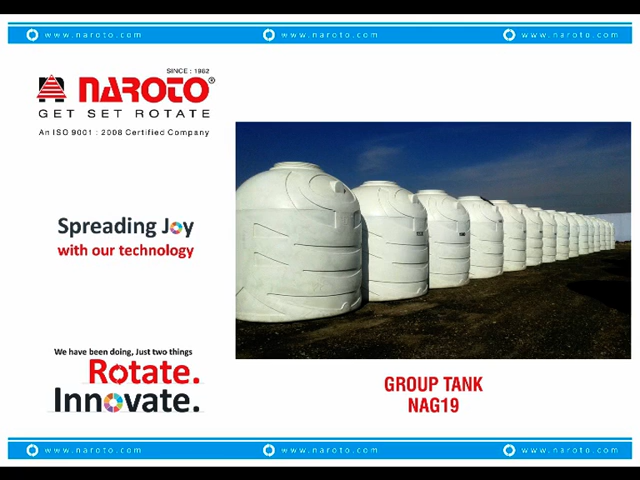 www.naroto.com www.naroto.com www.naroto.com
SINCE : 1982
NAROTO®
GET SET ROTATE
An ISO 9001 : 2008 Certified Company
Spreading Joy
with our technology
We have been doing, Just two things
Rotate.
Innovate.
GROUP TANK
NAG19
www.naroto.com www.naroto.com www.naroto.com